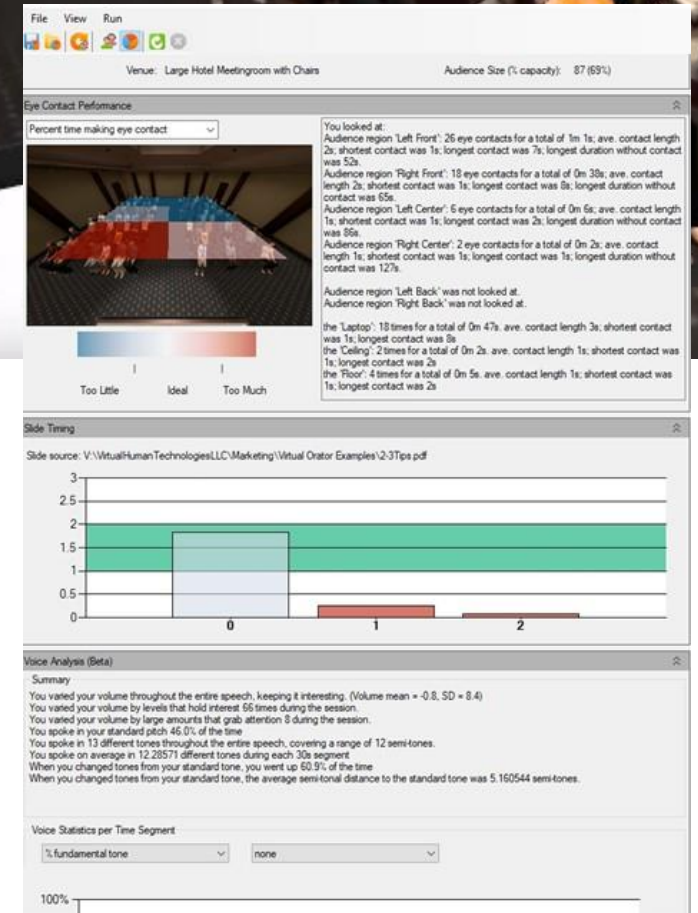 File View Run
Venue: Large Hotel Meetingroom with Chairs Audience Size (% capacity): 87 (69%)
Eye Contact Performance
Percent time making eye contact
You looked at:
Audience region 'Left Front': 26 eye contacts for a total of 1m 1s; ave. contact length
2s; shortest contact was 1s; longest contact was 7s; longest duration without contact
was 52s.
Audience region 'Right Front': 18 eye contacts for a total of 0m 38s; ave. contact
length 2s; shortest contact was 1s; longest contact was 8s; longest duration without
contact was 65s.
Audience region 'Left Center': 6 eye contacts for a total of 0m 6s; ave. contact length
1s; shortest contact was 1s; longest contact was 2s; longest duration without contact
was 86s.
Audience region 'Right Center': 2 eye contacts for a total of 0m 2s; ave. contact
length 1s; shortest contact was 1s; longest contact was 1s; longest duration without
contact was 127s.
Audience region 'Left Back' was not looked at.
Audience region 'Right Back' was not looked at.
the 'Laptop': 18 times for a total of 0m 47s. ave. contact length 3s; shortest contact
was 1s; longest contact was 8s
the 'Ceiling': 2 times for a total of 0m 2s. ave. contact length 1s; shortest contact was
1s; longest contact was 2s
the 'Floor': 4 times for a total of 0m 5s. ave. contact length 1s; shortest contact was
1s; longest contact was 2s
Too Little Ideal Too Much
Slide Timing
Slide source: V:\VirtualHumanTechnologiesLLC\Marketing\Virtual Orator Examples\2-3Tips.pdf
3
2.5
2
1.5
1
0.5
0
0 1 2
Voice Analysis (Beta)
Summary
You varied your volume throughout the entire speech, keeping it interesting. (Volume mean = -0.8, SD = 8.4)
You varied your volume by levels that hold interest 66 times during the session.
You varied your volume by large amounts that grab attention 8 during the session.
You spoke in your standard pitch 46.0% of the time
You spoke in 13 different tones throughout the entire speech, covering a range of 12 semi-tones.
You spoke on average in 12.28571 different tones during each 30s segment
When you changed tones from your standard tone, you went up 60.9% of the time
When you changed tones from your standard tone, the average semi-tonal distance to the standard tone was 5.160544 semi-tones.
Voice Statistics per Time Segment
% fundamental tone none
100%